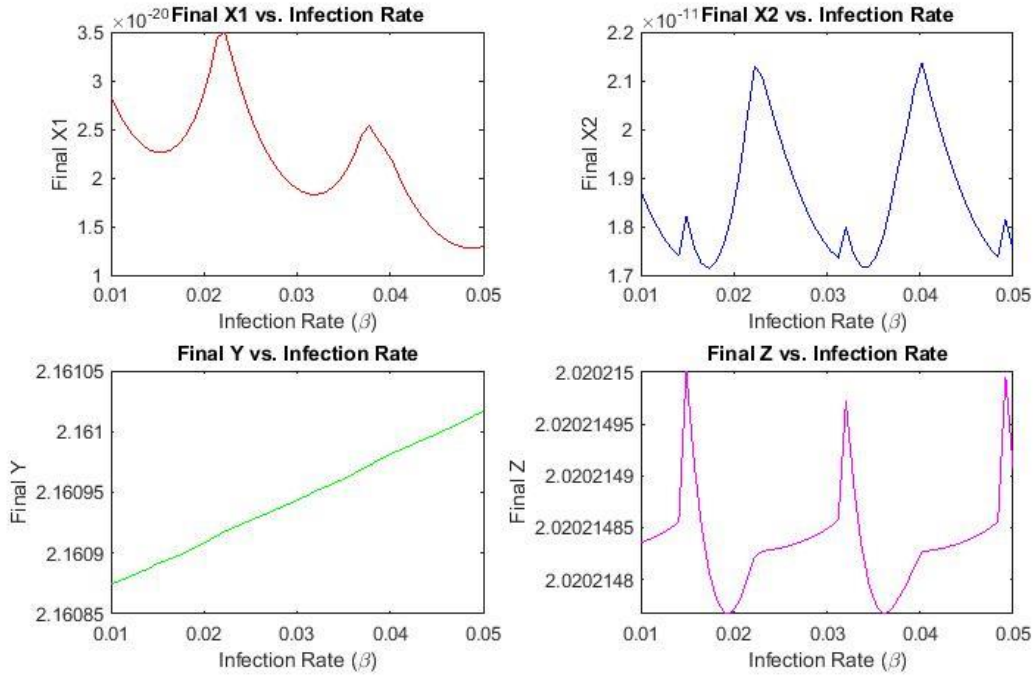 Final X1 vs. Infection Rate
×10^-20
3.5
3
2.5
2
1.5
1
Final X1
0.01 0.02 0.03 0.04 0.05
Infection Rate (β)
Final X2 vs. Infection Rate
×10^-11
2.2
2.1
2
1.9
1.8
1.7
Final X2
0.01 0.02 0.03 0.04 0.05
Infection Rate (β)
Final Y vs. Infection Rate
2.16105
2.161
2.16095
2.1609
2.16085
Final Y
0.01 0.02 0.03 0.04 0.05
Infection Rate (β)
Final Z vs. Infection Rate
2.020215
2.02021495
2.0202149
2.02021485
2.0202148
Final Z
0.01 0.02 0.03 0.04 0.05
Infection Rate (β)